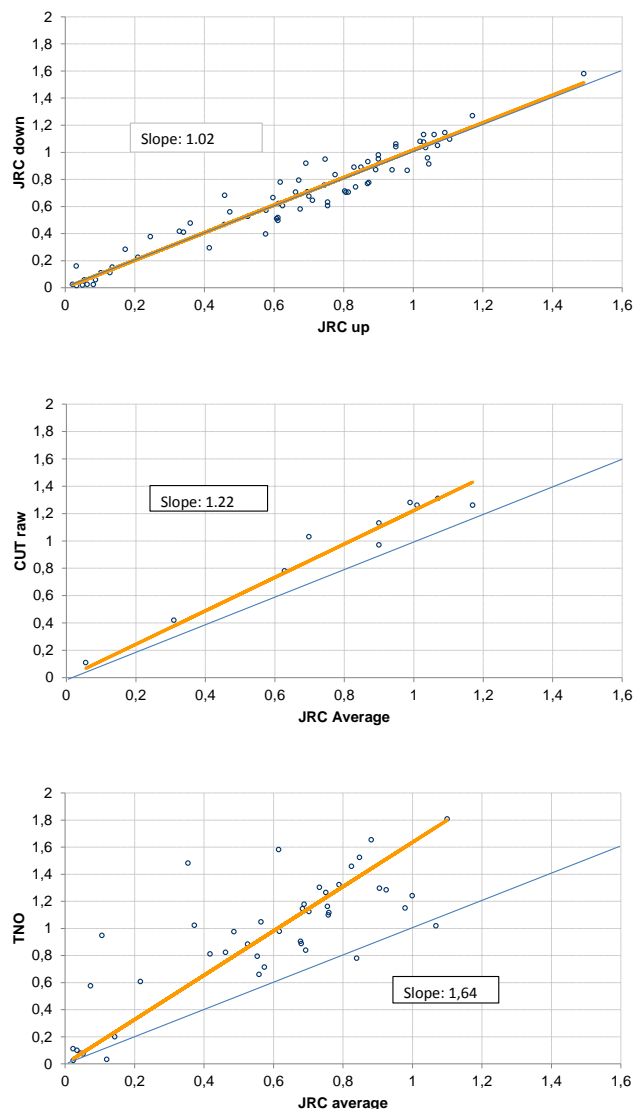 2
1,8
1,6
1,4
1,2
1
0,8
0,6
0,4
0,2
0
JRC down
Slope: 1.02
0 0,2 0,4 0,6 0,8 1 1,2 1,4 1,6
JRC up
2
1,8
1,6
1,4
1,2
1
0,8
0,6
0,4
0,2
0
CUT raw
Slope: 1.22
0 0,2 0,4 0,6 0,8 1 1,2 1,4 1,6
JRC Average
2
1,8
1,6
1,4
1,2
1
0,8
0,6
0,4
0,2
0
TNO
Slope: 1,64
0 0,2 0,4 0,6 0,8 1 1,2 1,4 1,6
JRC average